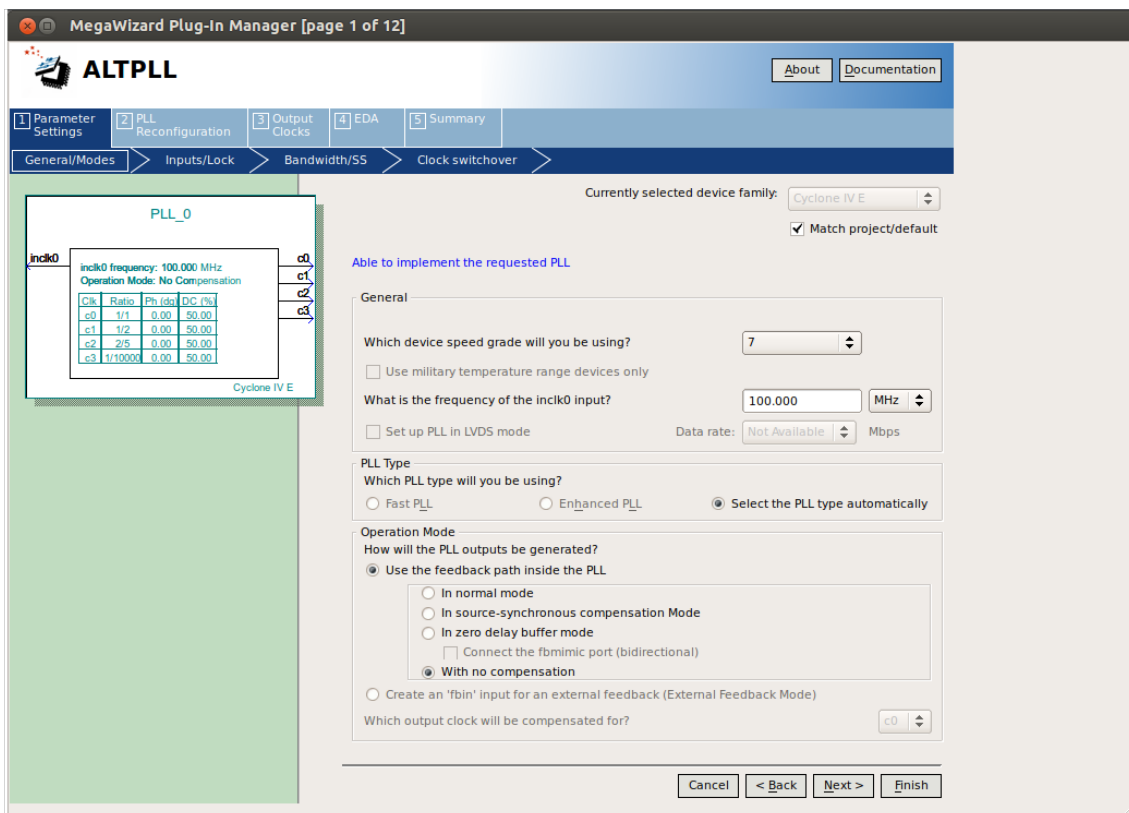 MegaWizard Plug-In Manager [page 1 of 12]
ALTPLL
About
Documentation
1 Parameter Settings
2 PLL Reconfiguration
3 Output Clocks
4 EDA
5 Summary
General/Modes
Inputs/Lock
Bandwidth/SS
Clock switchover
Currently selected device family:
Cyclone IV E
Match project/default
PLL_0
inclk0
inclk0 frequency: 100.000 MHz
Operation Mode: No Compensation
Clk Ratio Ph (dg) DC (%)
c0 1/1 0.00 50.00
c1 1/2 0.00 50.00
c2 2/5 0.00 50.00
c3 1/10000 0.00 50.00
c0
c1
c2
c3
Cyclone IV E
Able to implement the requested PLL
General
Which device speed grade will you be using?
7
Use military temperature range devices only
What is the frequency of the inclk0 input?
100.000
MHz
Set up PLL in LVDS mode
Data rate:
Not Available
Mbps
PLL Type
Which PLL type will you be using?
Fast PLL
Enhanced PLL
Select the PLL type automatically
Operation Mode
How will the PLL outputs be generated?
Use the feedback path inside the PLL
In normal mode
In source-synchronous compensation Mode
In zero delay buffer mode
Connect the fbmimic port (bidirectional)
With no compensation
Create an 'fbin' input for an external feedback (External Feedback Mode)
Which output clock will be compensated for?
c0
Cancel
< Back
Next >
Finish